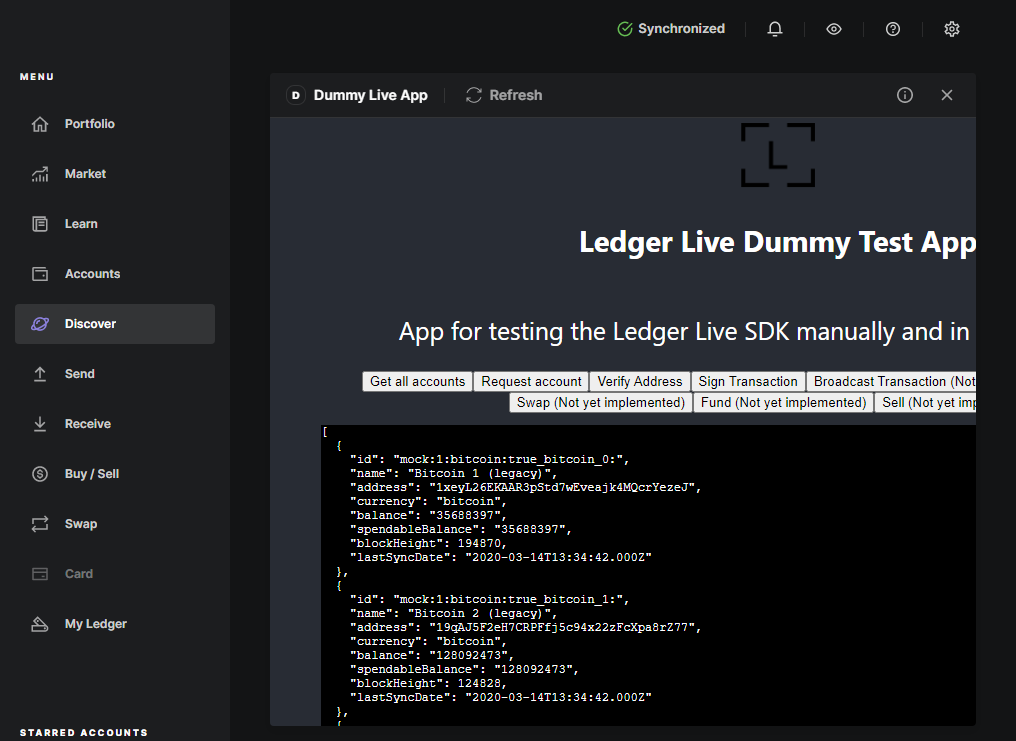 Synchronized
MENU
Portfolio
Market
Learn
Accounts
Discover
Send
Receive
Buy / Sell
Swap
Card
My Ledger
STARRED ACCOUNTS
D Dummy Live App Refresh
L
Ledger Live Dummy Test App
App for testing the Ledger Live SDK manually and in
Get all accounts Request account Verify Address Sign Transaction Broadcast Transaction (Not
Swap (Not yet implemented) Fund (Not yet implemented) Sell (Not yet imp
[
{
"id": "mock:1:bitcoin:true_bitcoin_0:",
"name": "Bitcoin 1 (legacy)",
"address": "1xeyL26EKAAR3pStd7wEveajk4MQcrYezeJ",
"currency": "bitcoin",
"balance": "35688397",
"spendableBalance": "35688397",
"blockHeight": 194870,
"lastSyncDate": "2020-03-14T13:34:42.000Z"
},
{
"id": "mock:1:bitcoin:true_bitcoin_1:",
"name": "Bitcoin 2 (legacy)",
"address": "19qAJ5F2eH7CRPFfj5c94x22zFcXpa8rZ77",
"currency": "bitcoin",
"balance": "128092473",
"spendableBalance": "128092473",
"blockHeight": 124828,
"lastSyncDate": "2020-03-14T13:34:42.000Z"
},
{